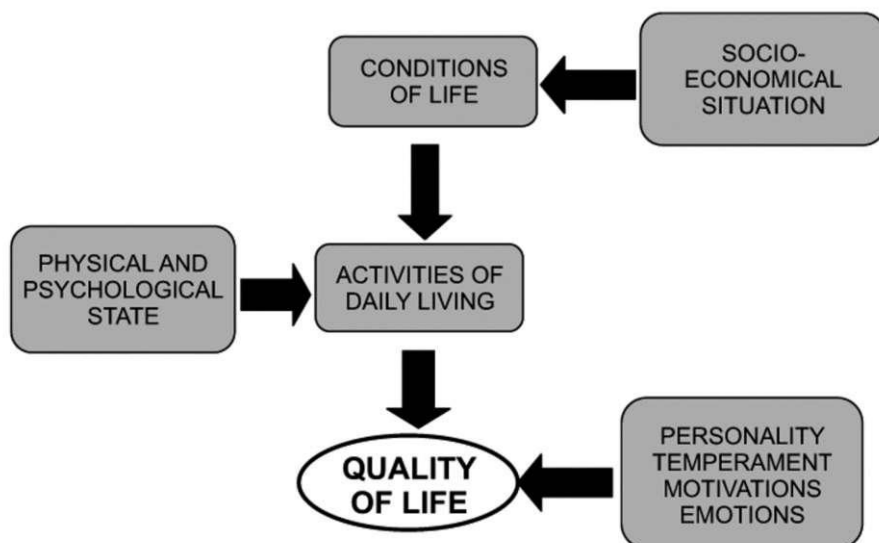 CONDITIONS
OF LIFE
SOCIO-
ECONOMICAL
SITUATION
PHYSICAL AND
PSYCHOLOGICAL
STATE
ACTIVITIES OF
DAILY LIVING
QUALITY
OF LIFE
PERSONALITY
TEMPERAMENT
MOTIVATIONS
EMOTIONS